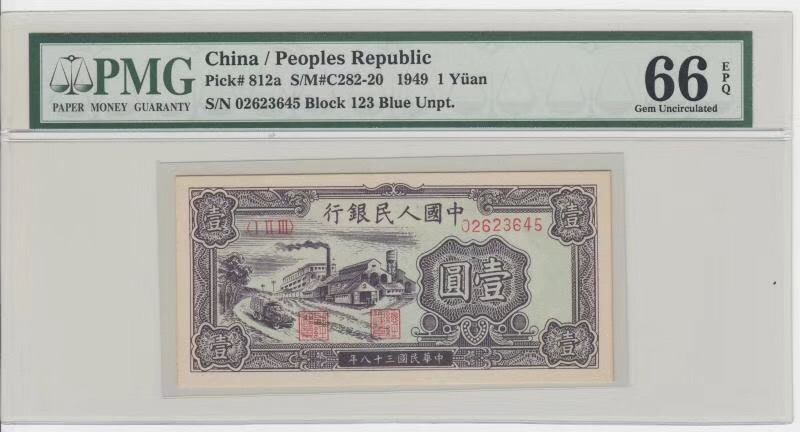 PMG
PAPER MONEY GUARANTY
China / Peoples Republic
Pick# 812a S/M#C282-20 1949 1 Yüan
S/N 02623645 Block 123 Blue Unpt.
66 EPQ
Gem Uncirculated
行銀民人國中
〈I II III〉
02623645
壹
壹
圓壹
壹
壹
年八十三國民華中